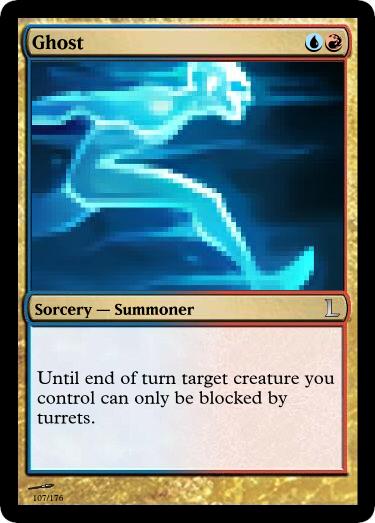 Ghost
Sorcery — Summoner
L
Until end of turn target creature you
control can only be blocked by
turrets.
107/176